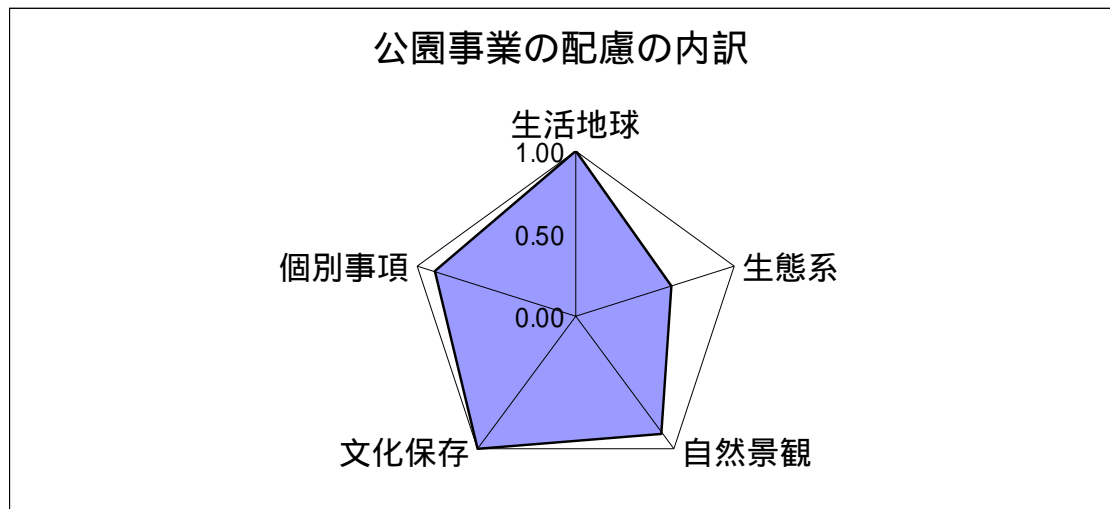 公園事業の配慮の内訳
生活地球
1.00
0.50
0.00
生態系
自然景観
文化保存
個別事項